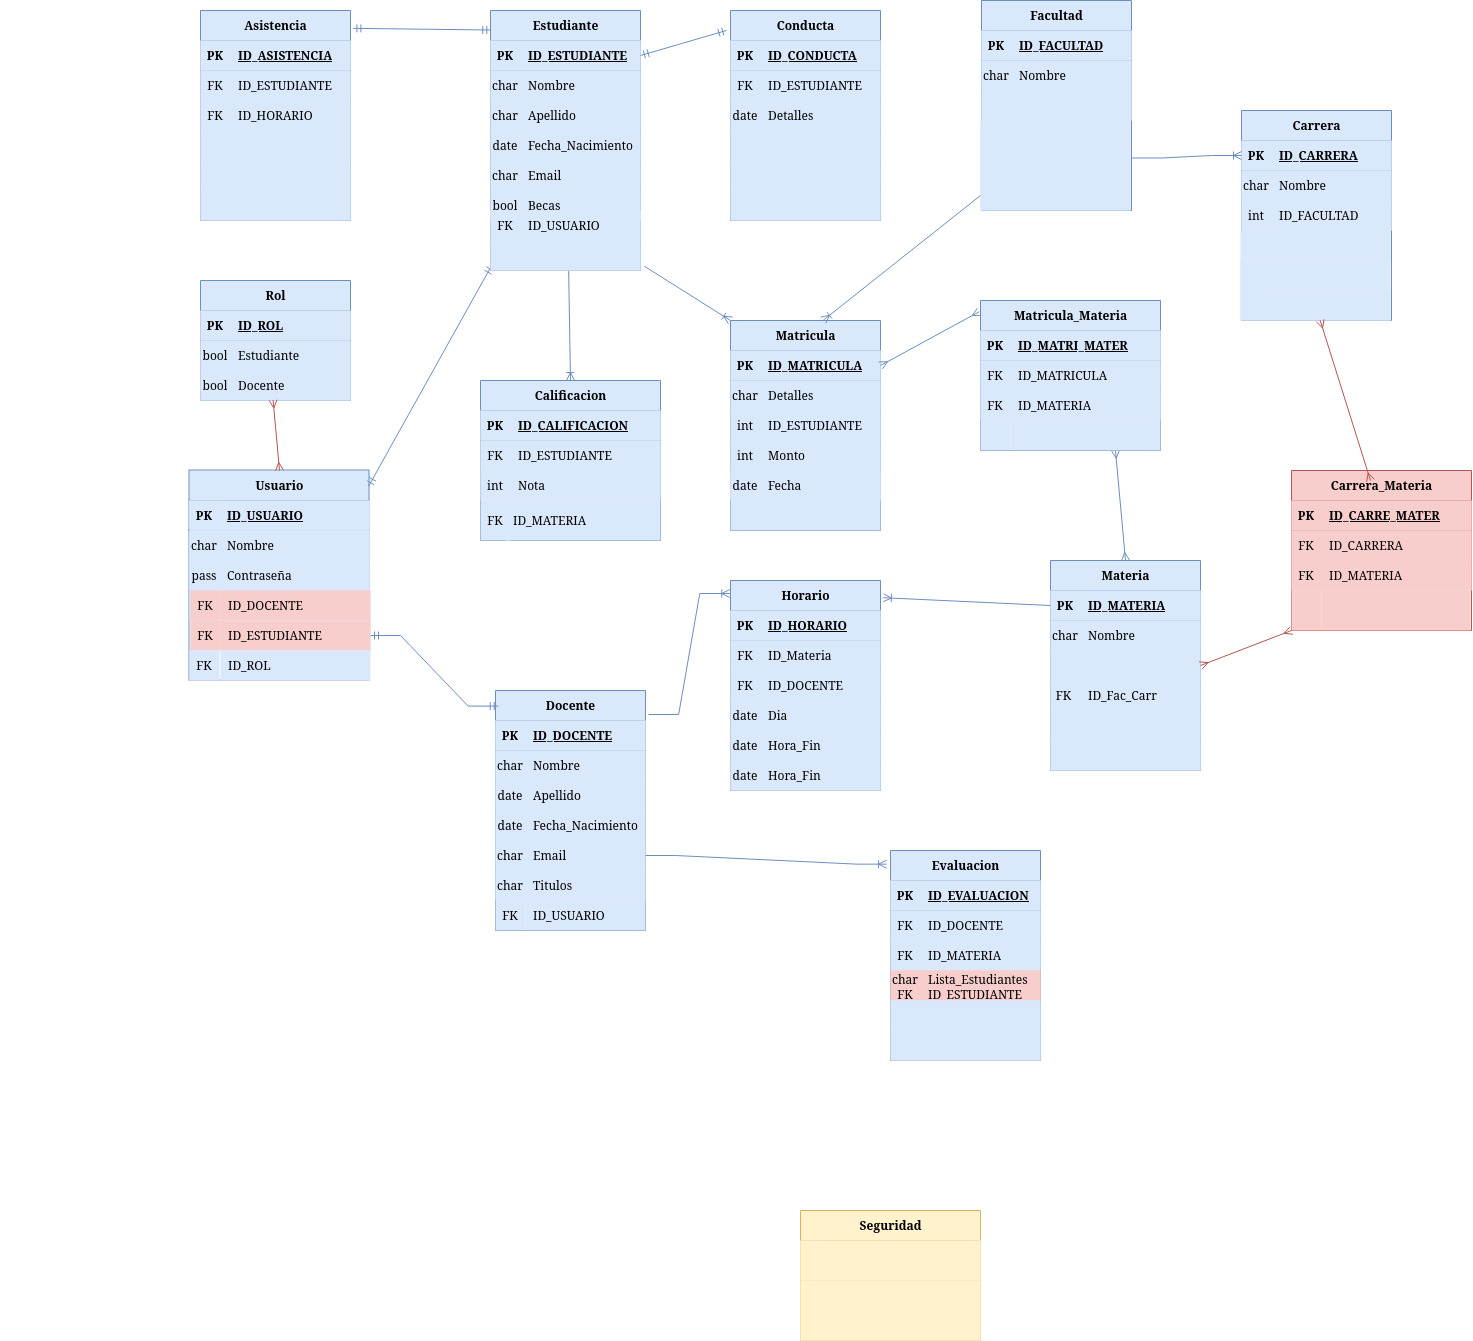 Asistencia
PK ID_ASISTENCIA
FK ID_ESTUDIANTE
FK ID_HORARIO
Estudiante
PK ID_ESTUDIANTE
char Nombre
char Apellido
date Fecha_Nacimiento
char Email
bool Becas
FK ID_USUARIO
Conducta
PK ID_CONDUCTA
FK ID_ESTUDIANTE
date Detalles
Facultad
PK ID_FACULTAD
char Nombre
Carrera
PK ID_CARRERA
char Nombre
int ID_FACULTAD
Rol
PK ID_ROL
bool Estudiante
bool Docente
Calificacion
PK ID_CALIFICACION
FK ID_ESTUDIANTE
int Nota
FK ID_MATERIA
Matricula
PK ID_MATRICULA
char Detalles
int ID_ESTUDIANTE
int Monto
date Fecha
Matricula_Materia
PK ID_MATRI_MATER
FK ID_MATRICULA
FK ID_MATERIA
Usuario
PK ID_USUARIO
char Nombre
pass Contraseña
FK ID_DOCENTE
FK ID_ESTUDIANTE
FK ID_ROL
Carrera_Materia
PK ID_CARRE_MATER
FK ID_CARRERA
FK ID_MATERIA
Horario
PK ID_HORARIO
FK ID_Materia
FK ID_DOCENTE
date Dia
date Hora_Fin
date Hora_Fin
Materia
PK ID_MATERIA
char Nombre
FK ID_Fac_Carr
Docente
PK ID_DOCENTE
char Nombre
date Apellido
date Fecha_Nacimiento
char Email
char Titulos
FK ID_USUARIO
Evaluacion
PK ID_EVALUACION
FK ID_DOCENTE
FK ID_MATERIA
char Lista_Estudiantes
FK ID_ESTUDIANTE
Seguridad